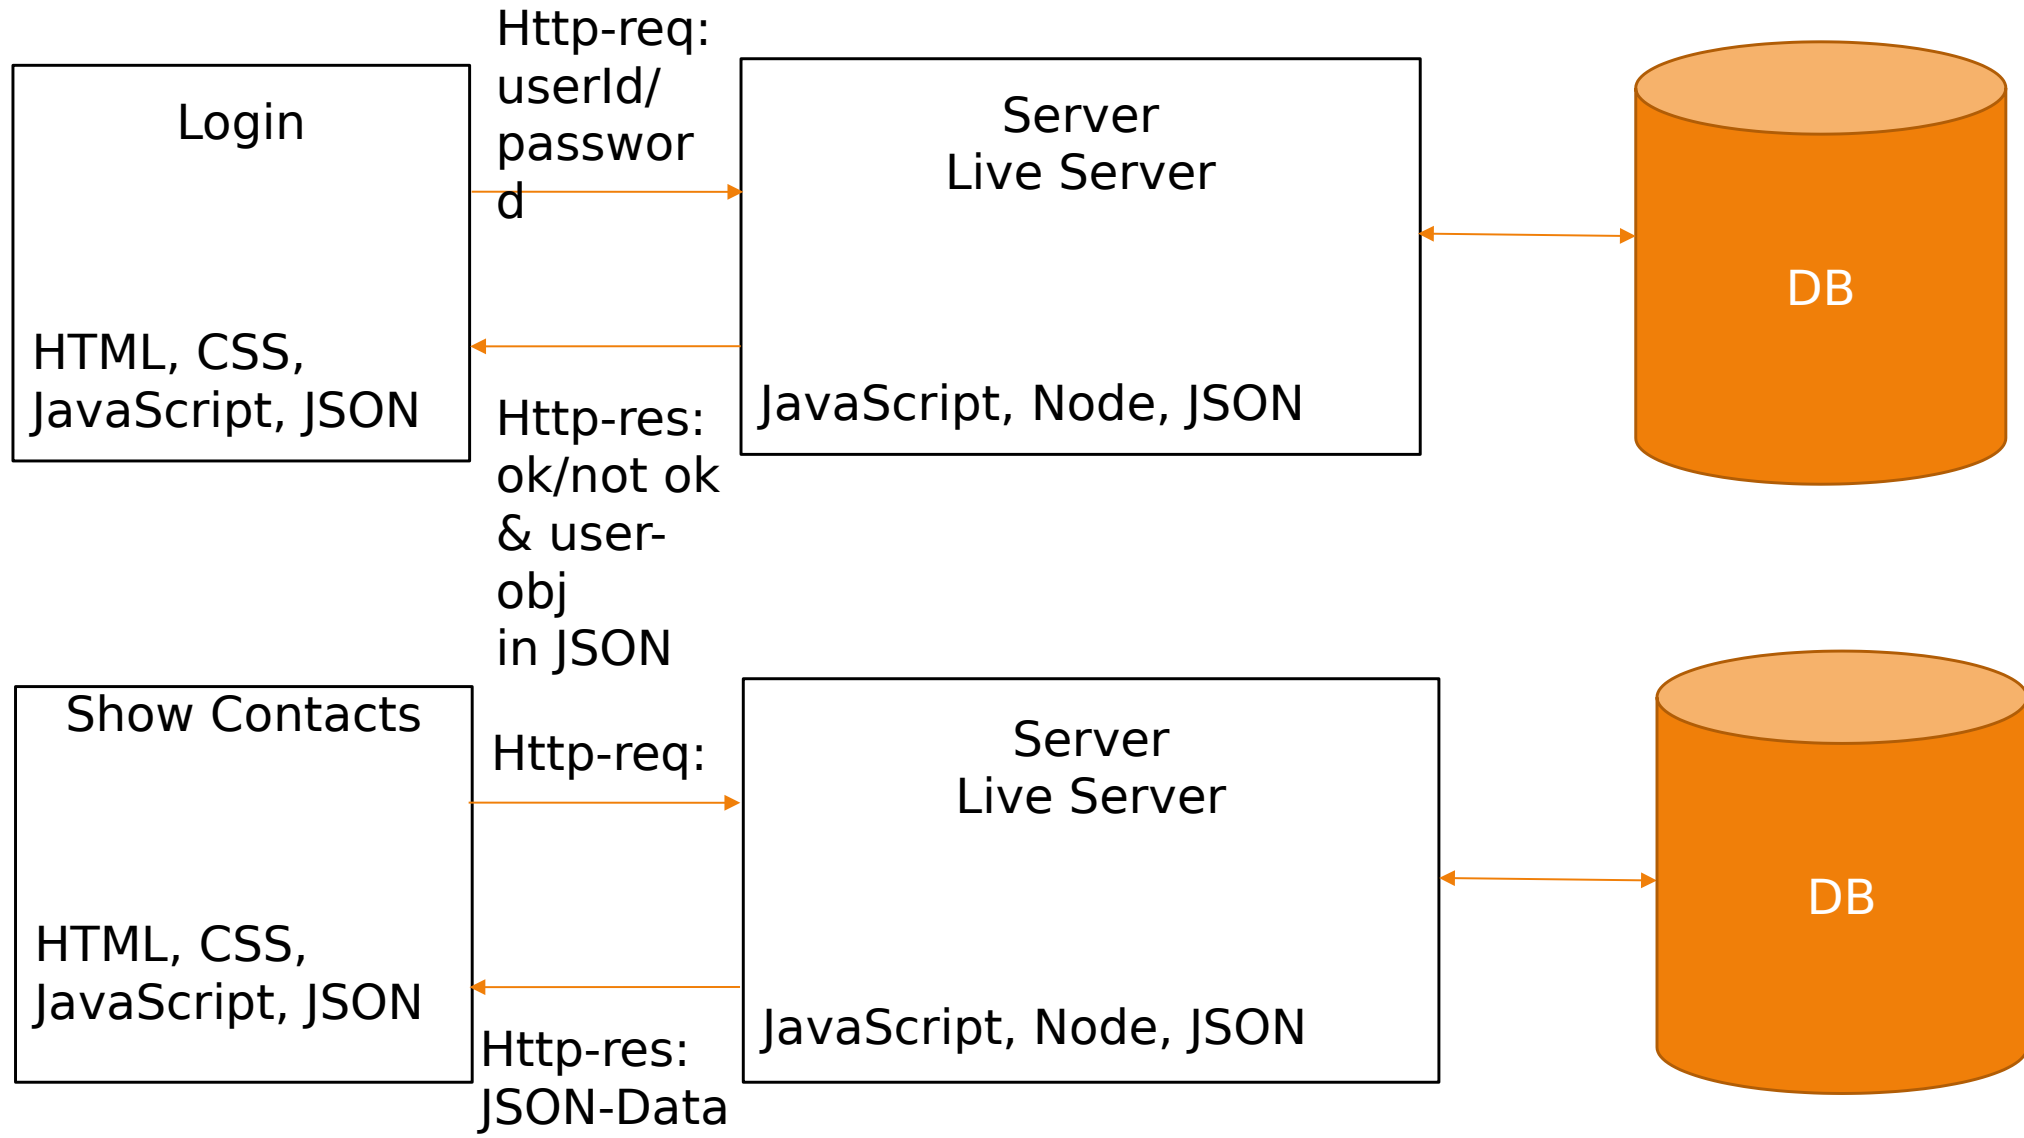 Login
HTML, CSS,
JavaScript, JSON
Http-req:
userId/
passwor
d
Http-res:
ok/not ok
& user-
obj
in JSON
Server
Live Server
JavaScript, Node, JSON
DB
Show Contacts
HTML, CSS,
JavaScript, JSON
Http-req:
Http-res:
JSON-Data
Server
Live Server
JavaScript, Node, JSON
DB